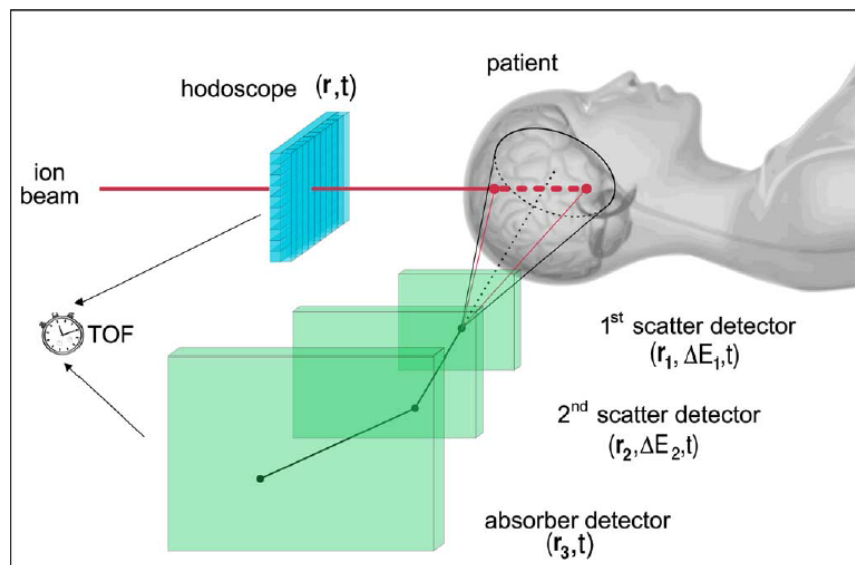 patient
hodoscope (r,t)
ion
beam
TOF
1st scatter detector
(r1, ΔE1,t)
2nd scatter detector
(r2,ΔE2,t)
absorber detector
(r3,t)